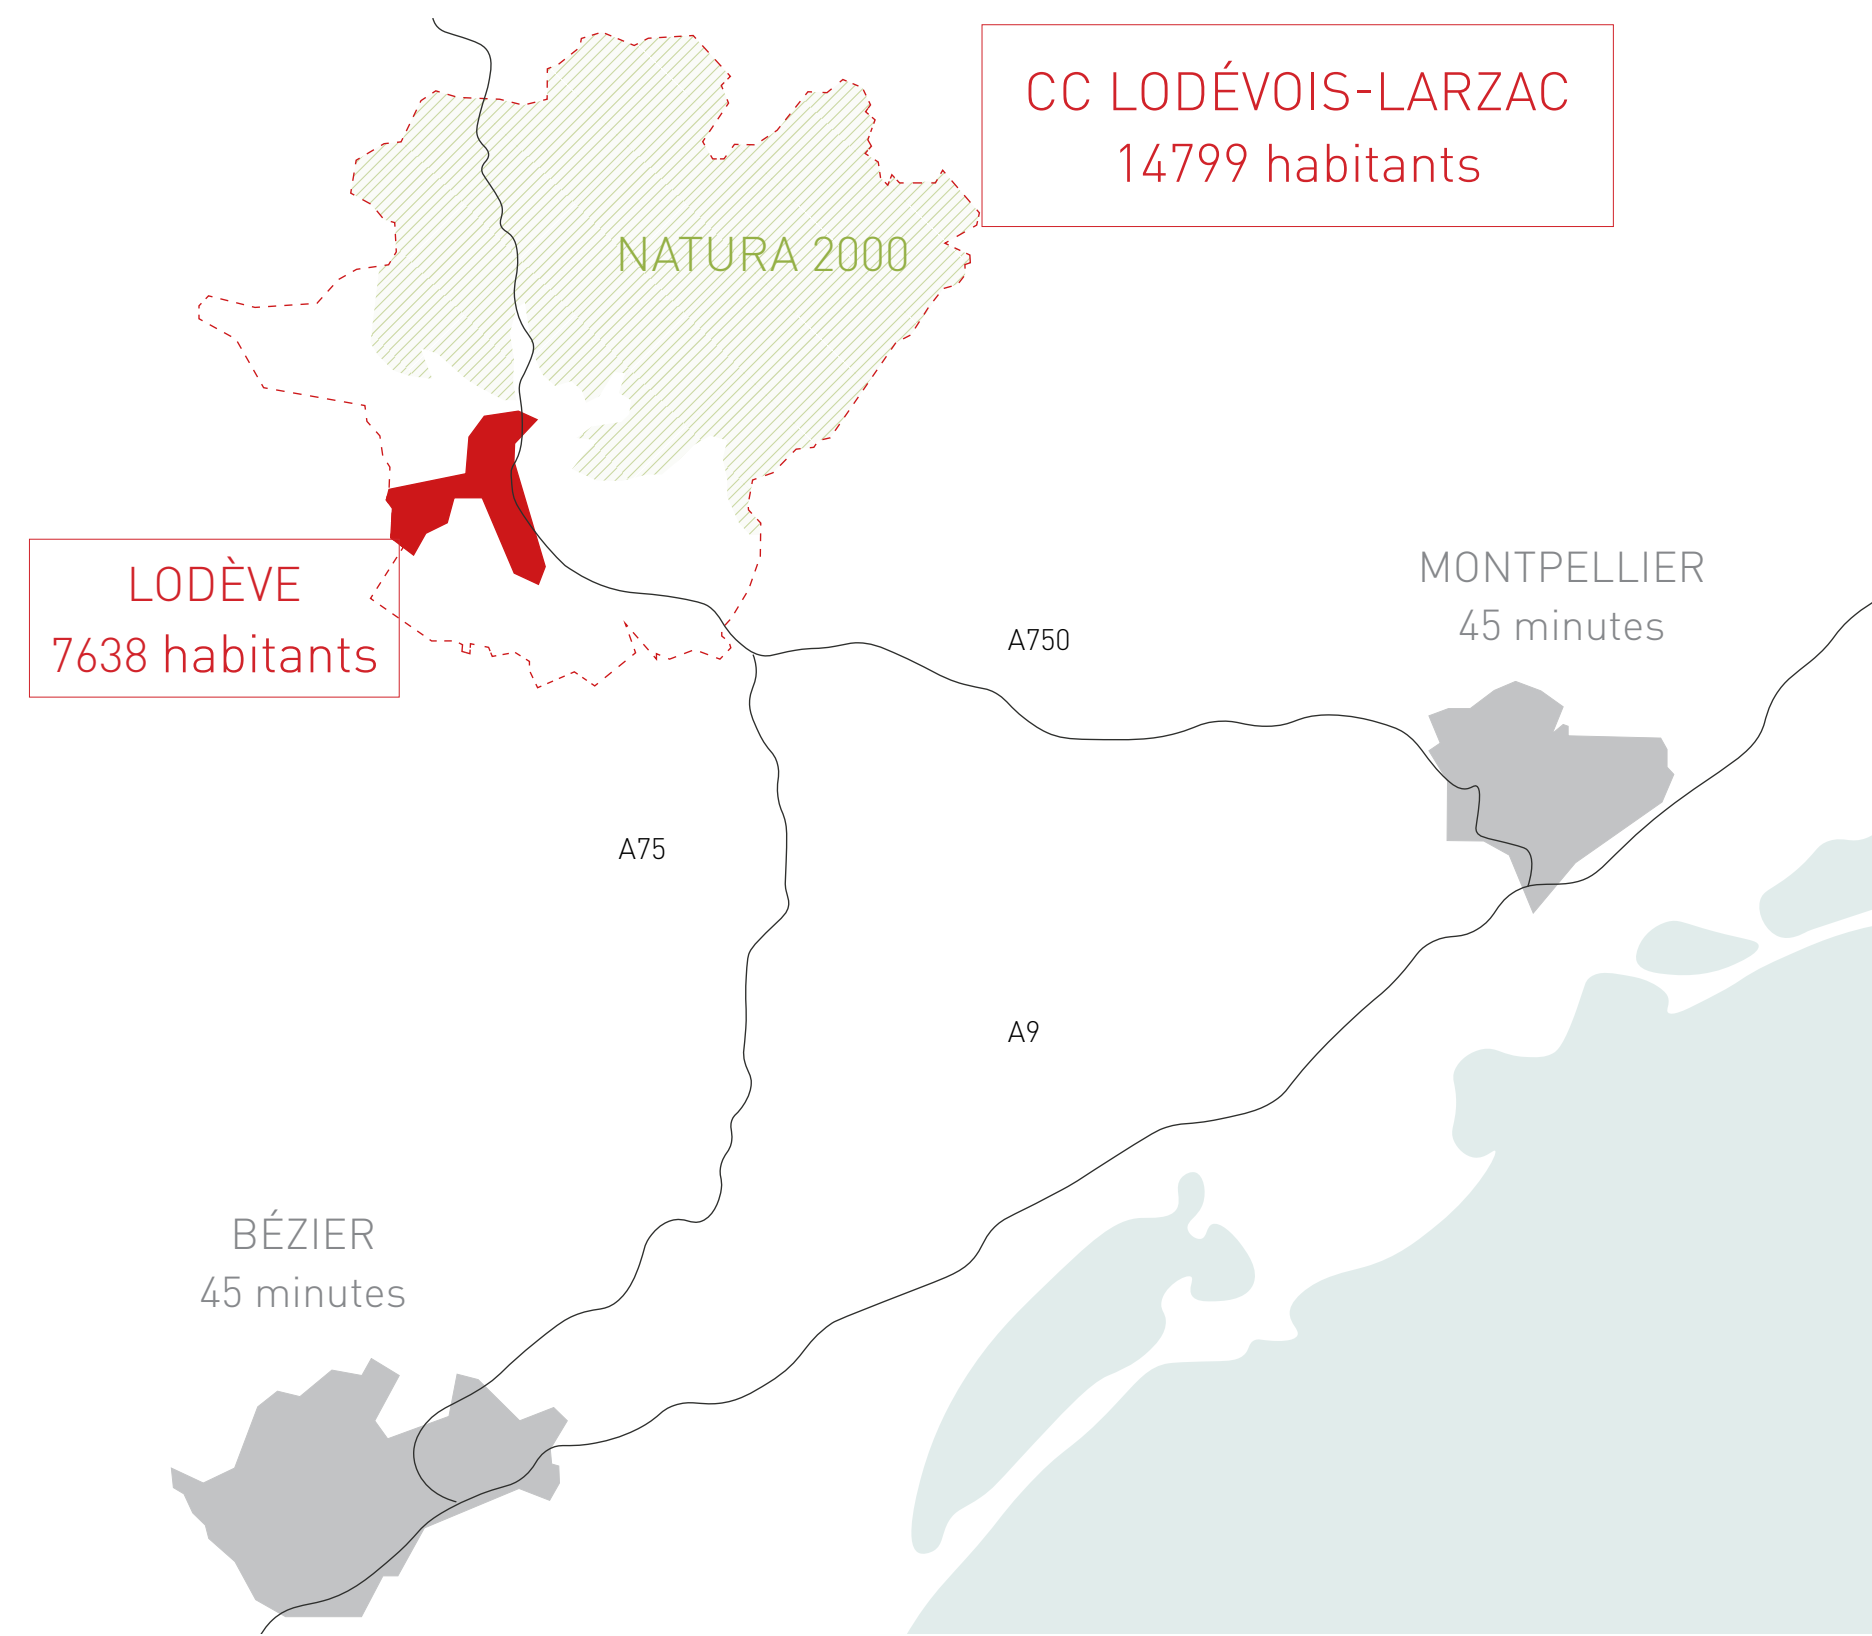 CC LODÉVOIS-LARZAC
14799 habitants
NATURA 2000
LODÈVE
7638 habitants
MONTPELLIER
45 minutes
A750
A75
A9
BÉZIER
45 minutes